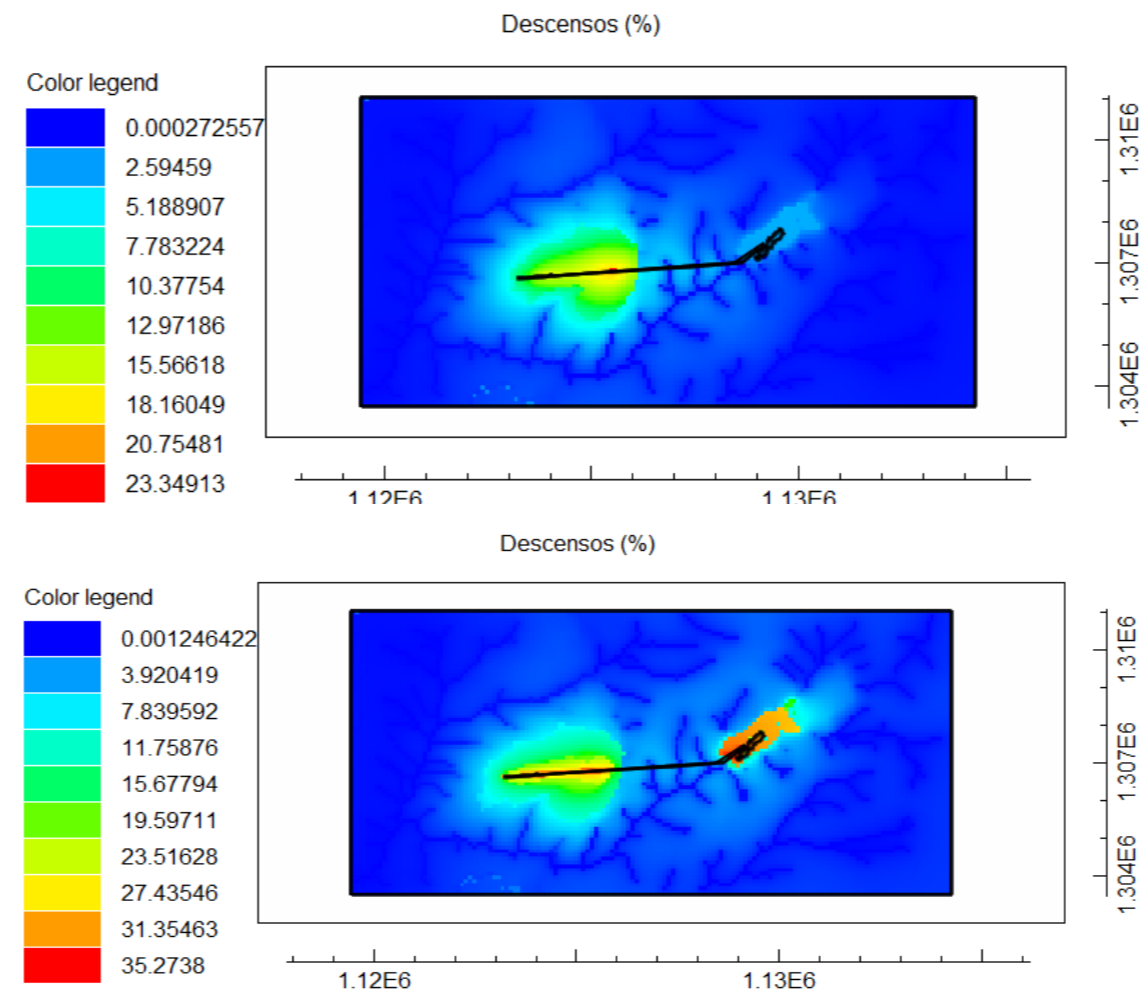 Descensos (%)
Color legend
0.000272557
2.59459
5.188907
7.783224
10.37754
12.97186
15.56618
18.16049
20.75481
23.34913
1.31E6
1.307E6
1.304E6
1.12E6
1.13E6
Descensos (%)
Color legend
0.001246422
3.920419
7.839592
11.75876
15.67794
19.59711
23.51628
27.43546
31.35463
35.2738
1.31E6
1.307E6
1.304E6
1.12E6
1.13E6